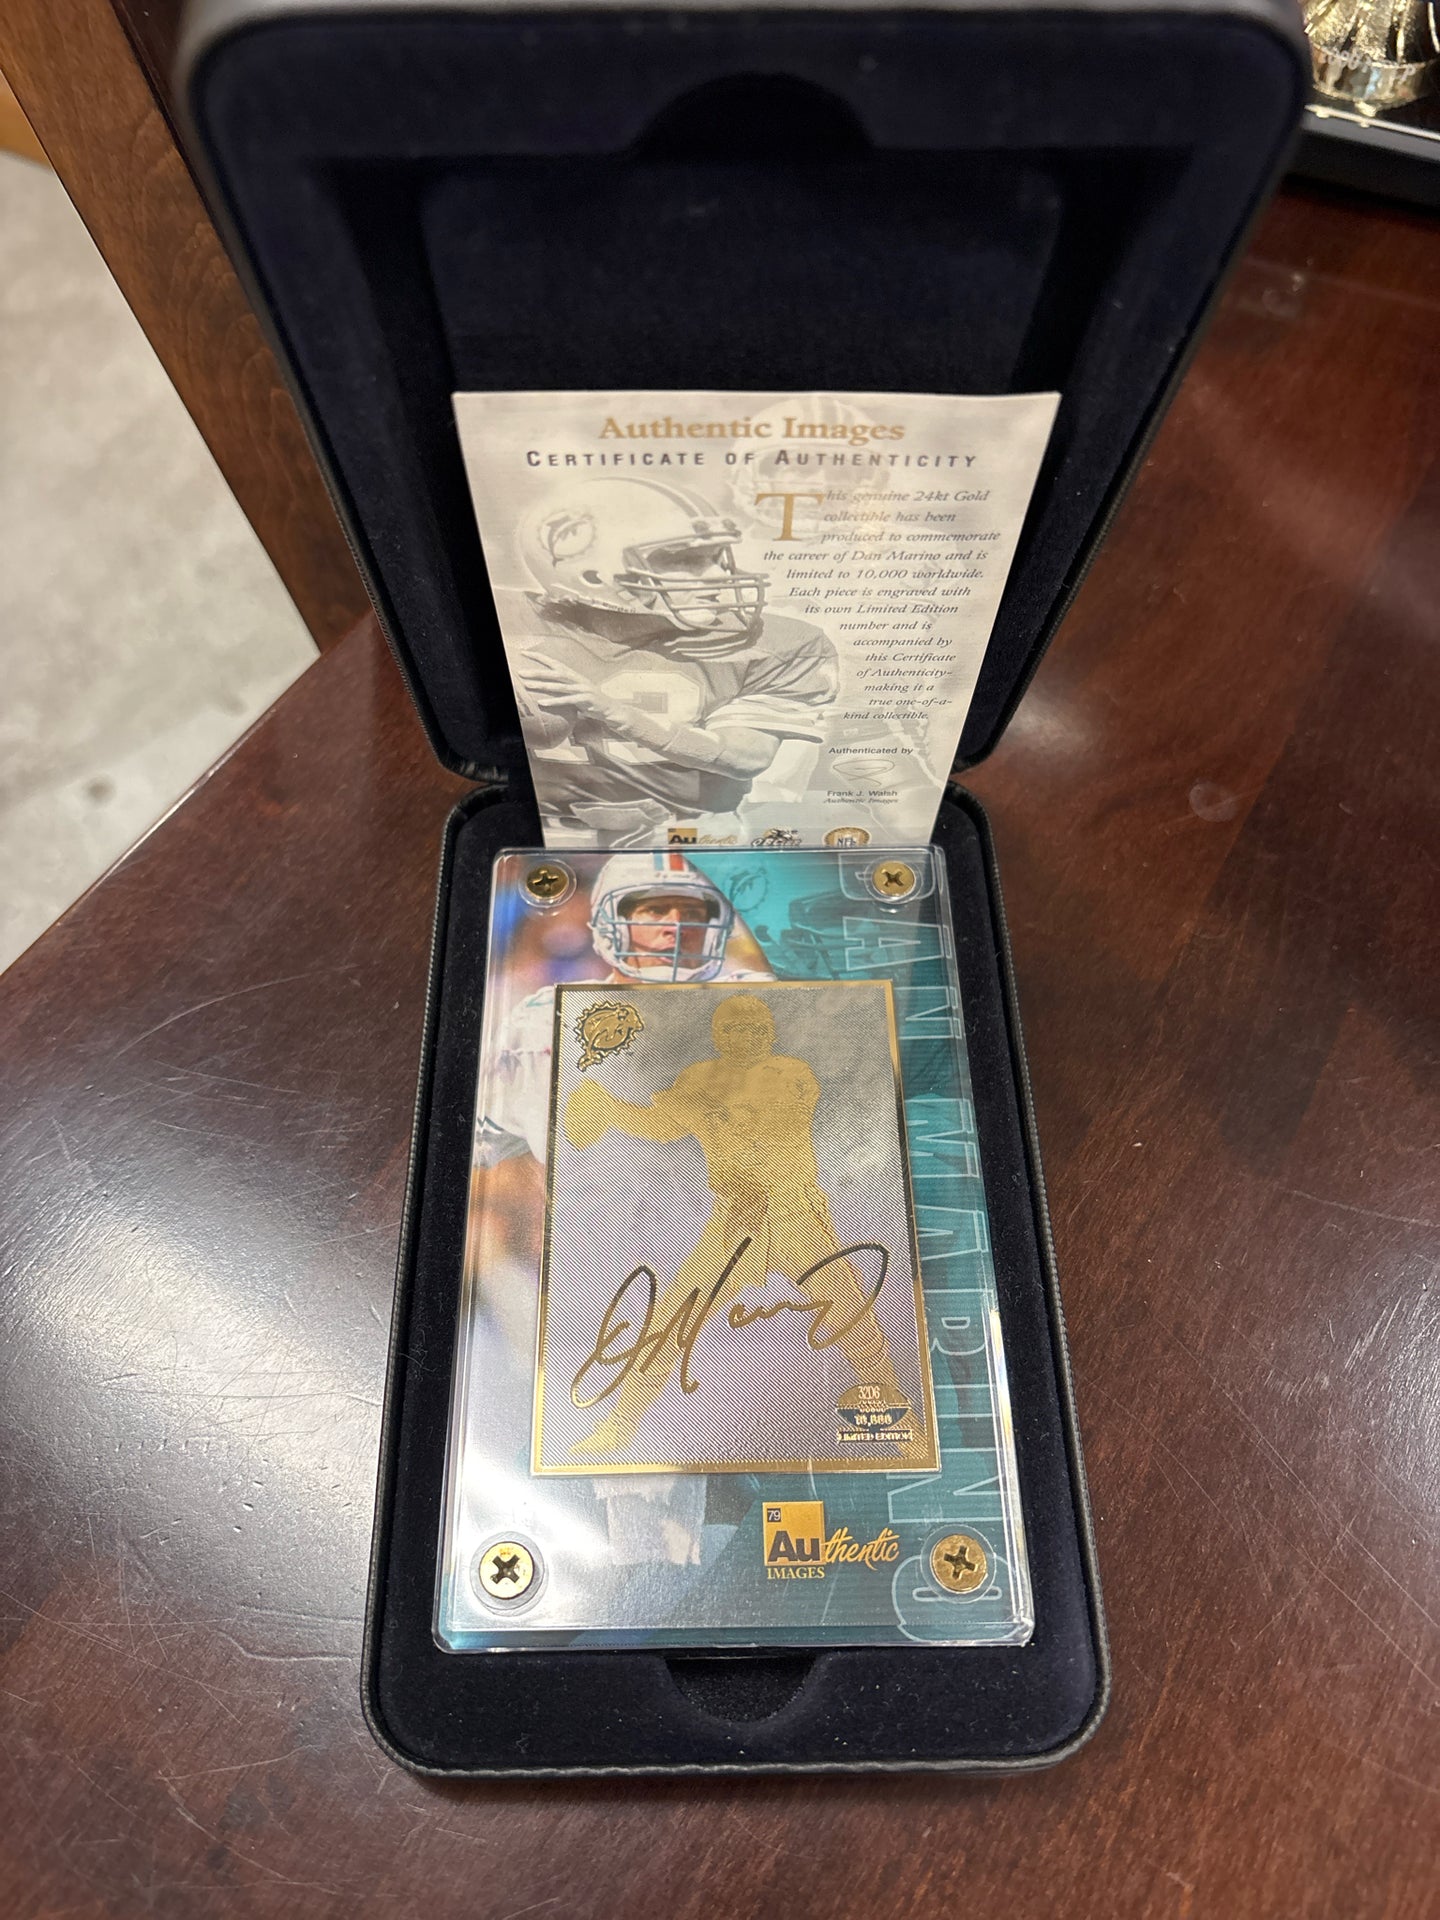 Authentic Images
CERTIFICATE OF AUTHENTICITY
This genuine 24kt Gold
collectible has been
produced to commemorate
the career of Dan Marino and is
limited to 10,000 worldwide.
Each piece is engraved with
its own Limited Edition
number and is
accompanied by
this Certificate
of Authenticity-
making it a
true one-of-a-
kind collectible.
Authenticated by
Frank J. Walsh
Authentic Images
Authentic
NFL
DAN MARINO
D Marino
3206
10,000
LIMITED EDITION
79
Authentic
IMAGES